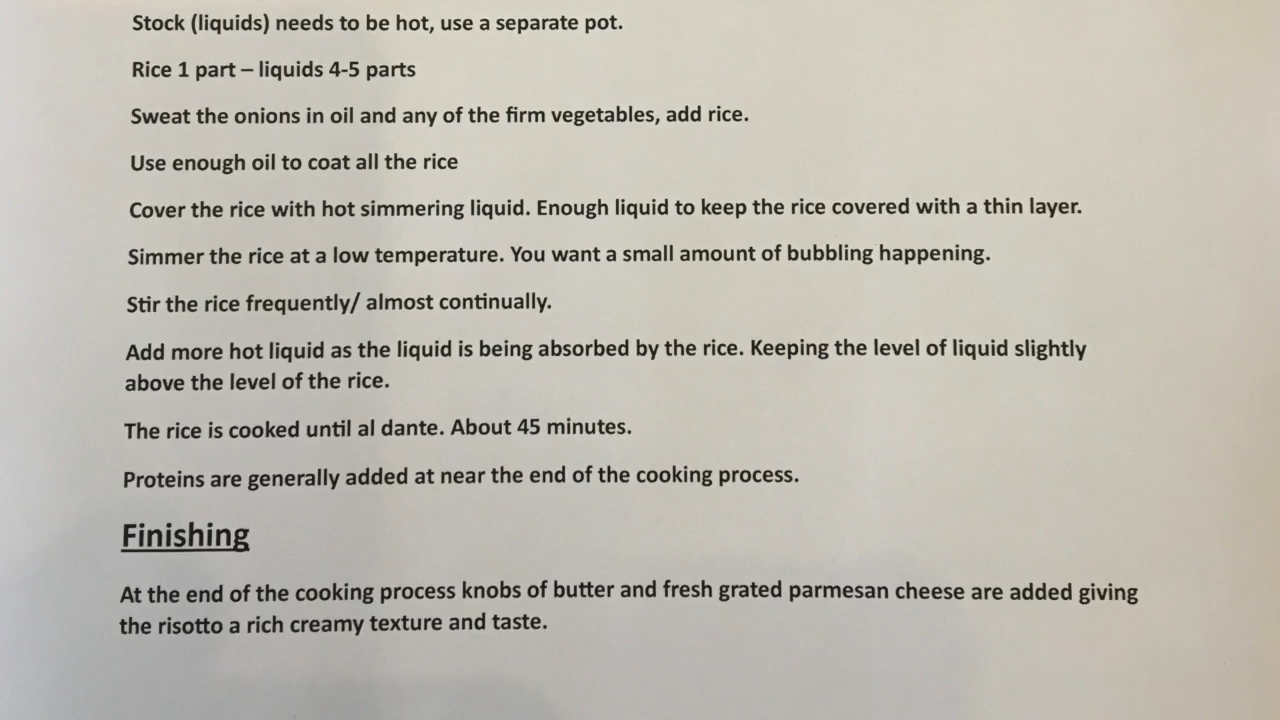 Stock (liquids) needs to be hot, use a separate pot.
Rice 1 part – liquids 4-5 parts
Sweat the onions in oil and any of the firm vegetables, add rice.
Use enough oil to coat all the rice
Cover the rice with hot simmering liquid. Enough liquid to keep the rice covered with a thin layer.
Simmer the rice at a low temperature. You want a small amount of bubbling happening.
Stir the rice frequently/ almost continually.
Add more hot liquid as the liquid is being absorbed by the rice. Keeping the level of liquid slightly
above the level of the rice.
The rice is cooked until al dante. About 45 minutes.
Proteins are generally added at near the end of the cooking process.
Finishing
At the end of the cooking process knobs of butter and fresh grated parmesan cheese are added giving
the risotto a rich creamy texture and taste.